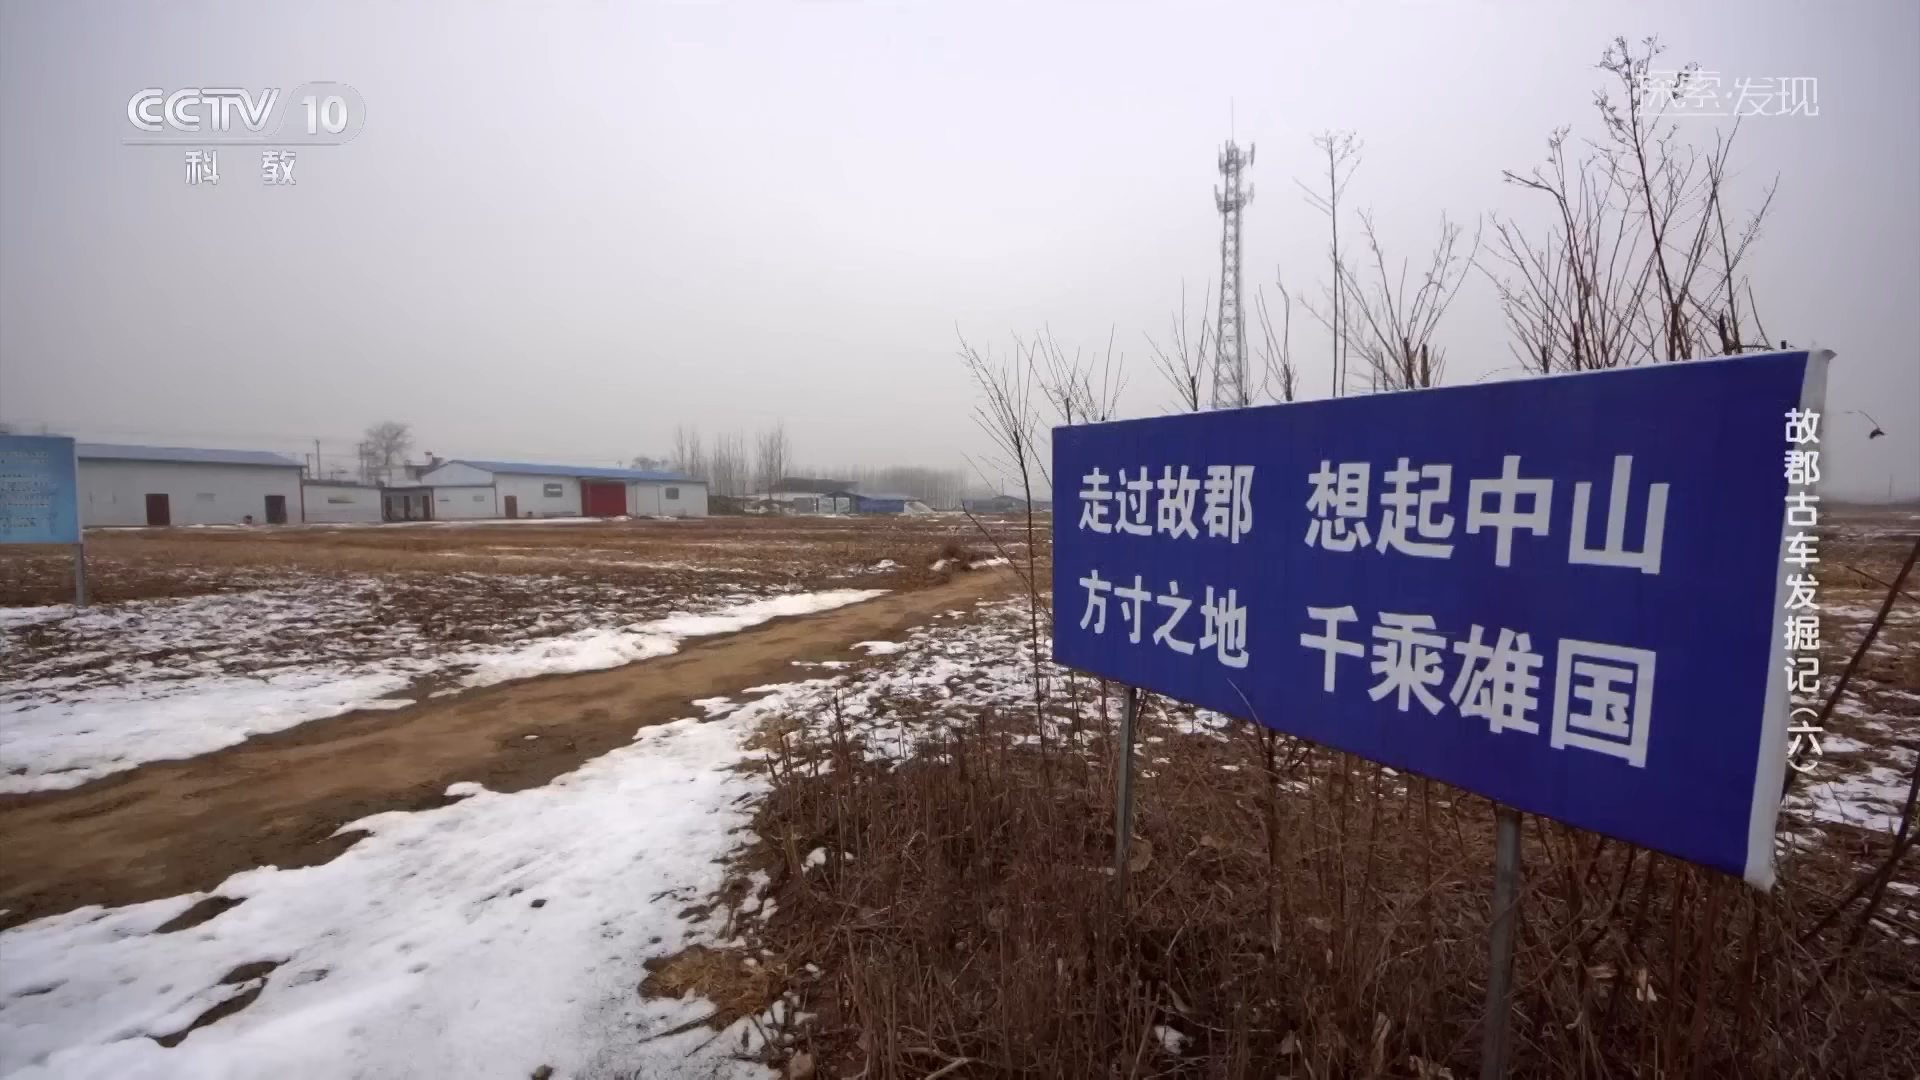 CCTV 10
科教
探索·发现
走过故郡 想起中山
方寸之地 千乘雄国
故郡古车发掘记(六)